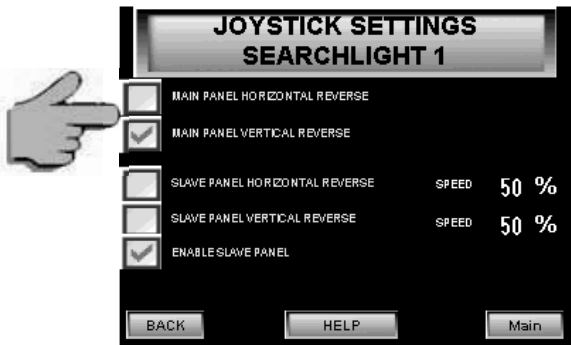 JOYSTICK SETTINGS
SEARCHLIGHT 1
MAIN PANEL HORIZONTAL REVERSE
MAIN PANEL VERTICAL REVERSE
SLAVE PANEL HORIZONTAL REVERSE SPEED 50 %
SLAVE PANEL VERTICAL REVERSE SPEED 50 %
ENABLE SLAVE PANEL
BACK HELP Main